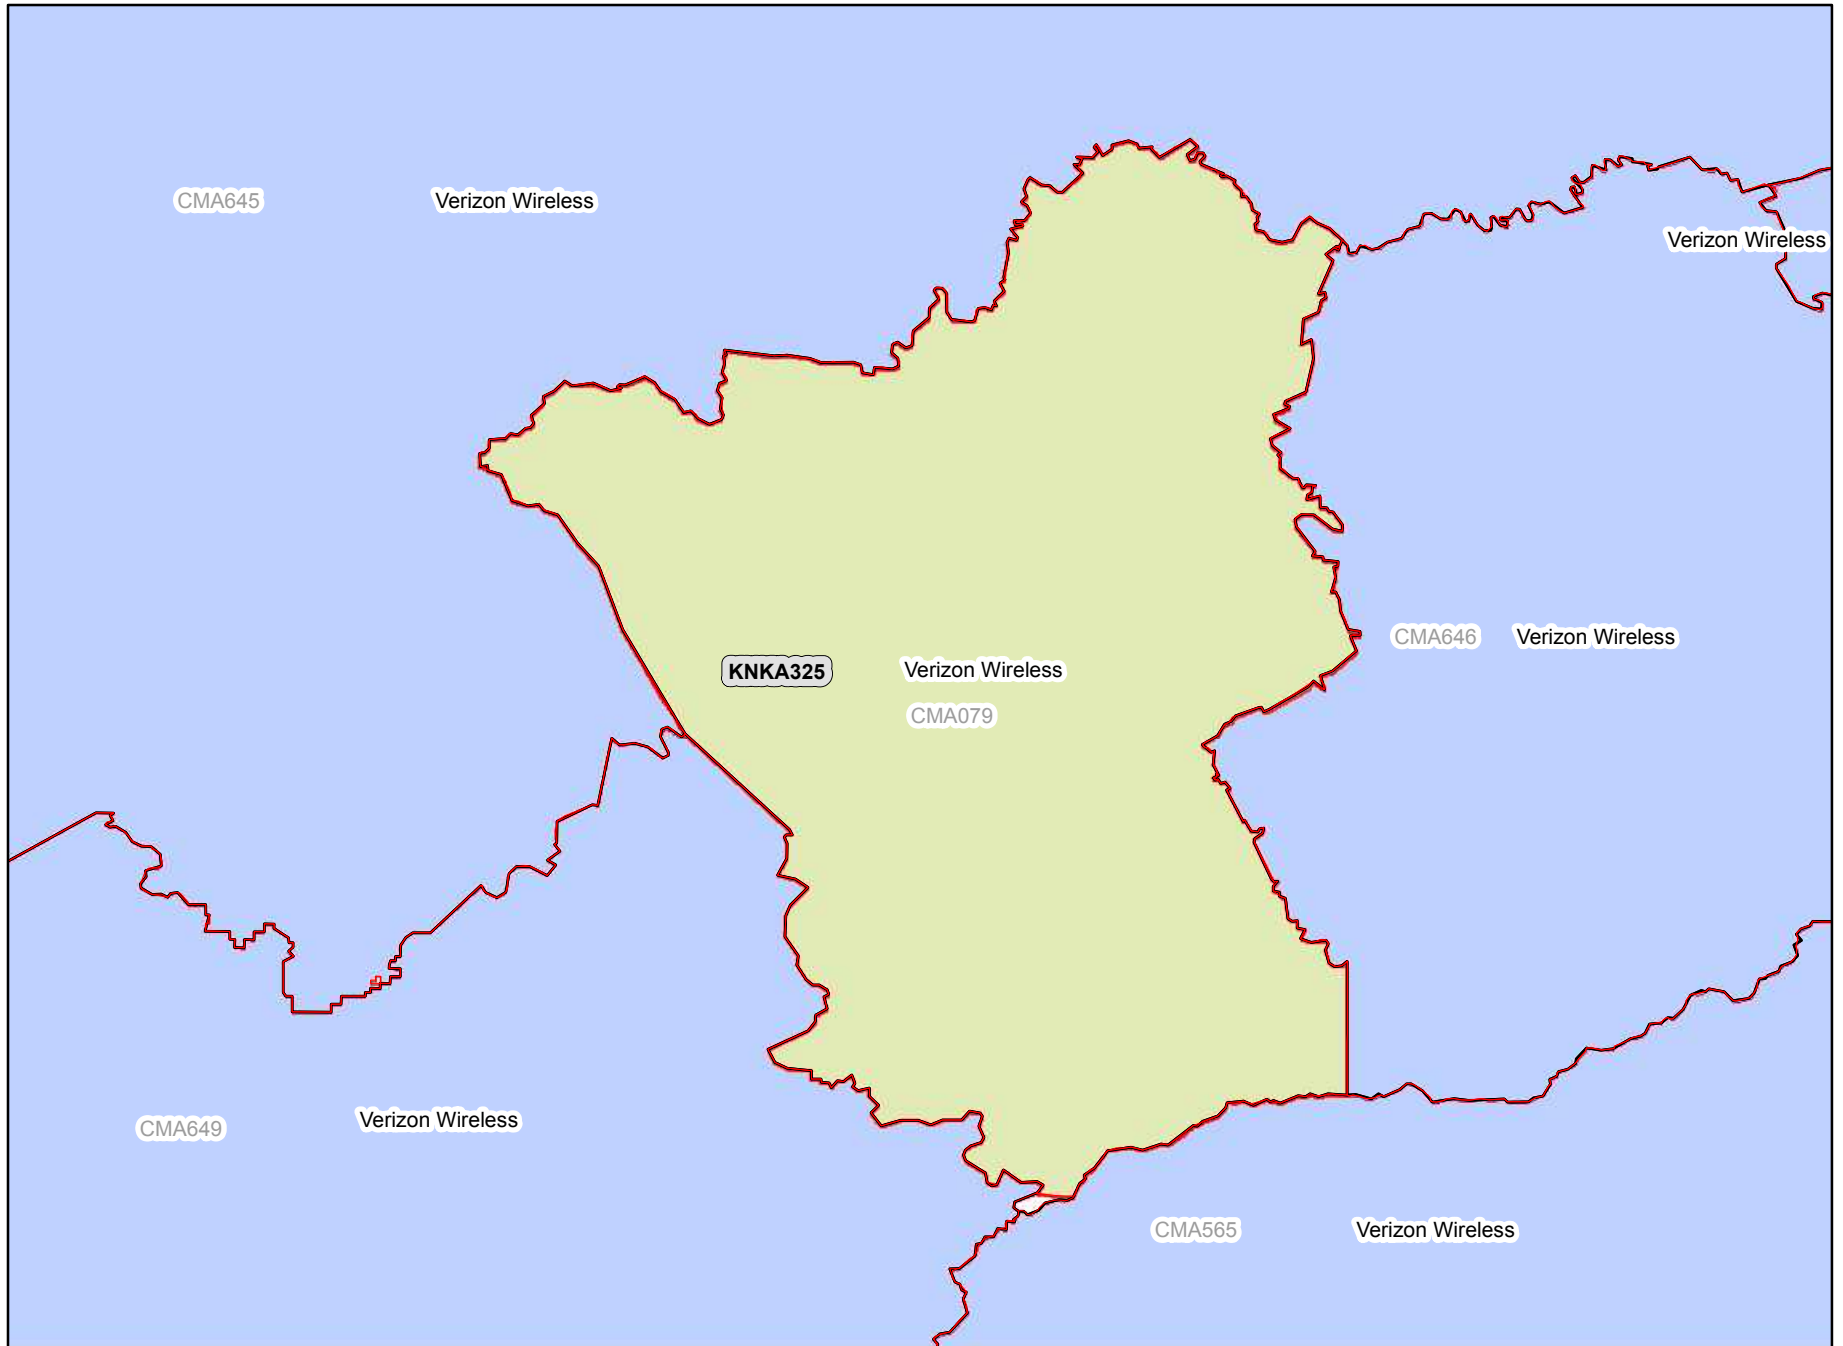 CMA645 Verizon Wireless
Verizon Wireless
CMA646 Verizon Wireless
KNKA325 Verizon Wireless
CMA079
CMA649 Verizon Wireless
CMA565 Verizon Wireless